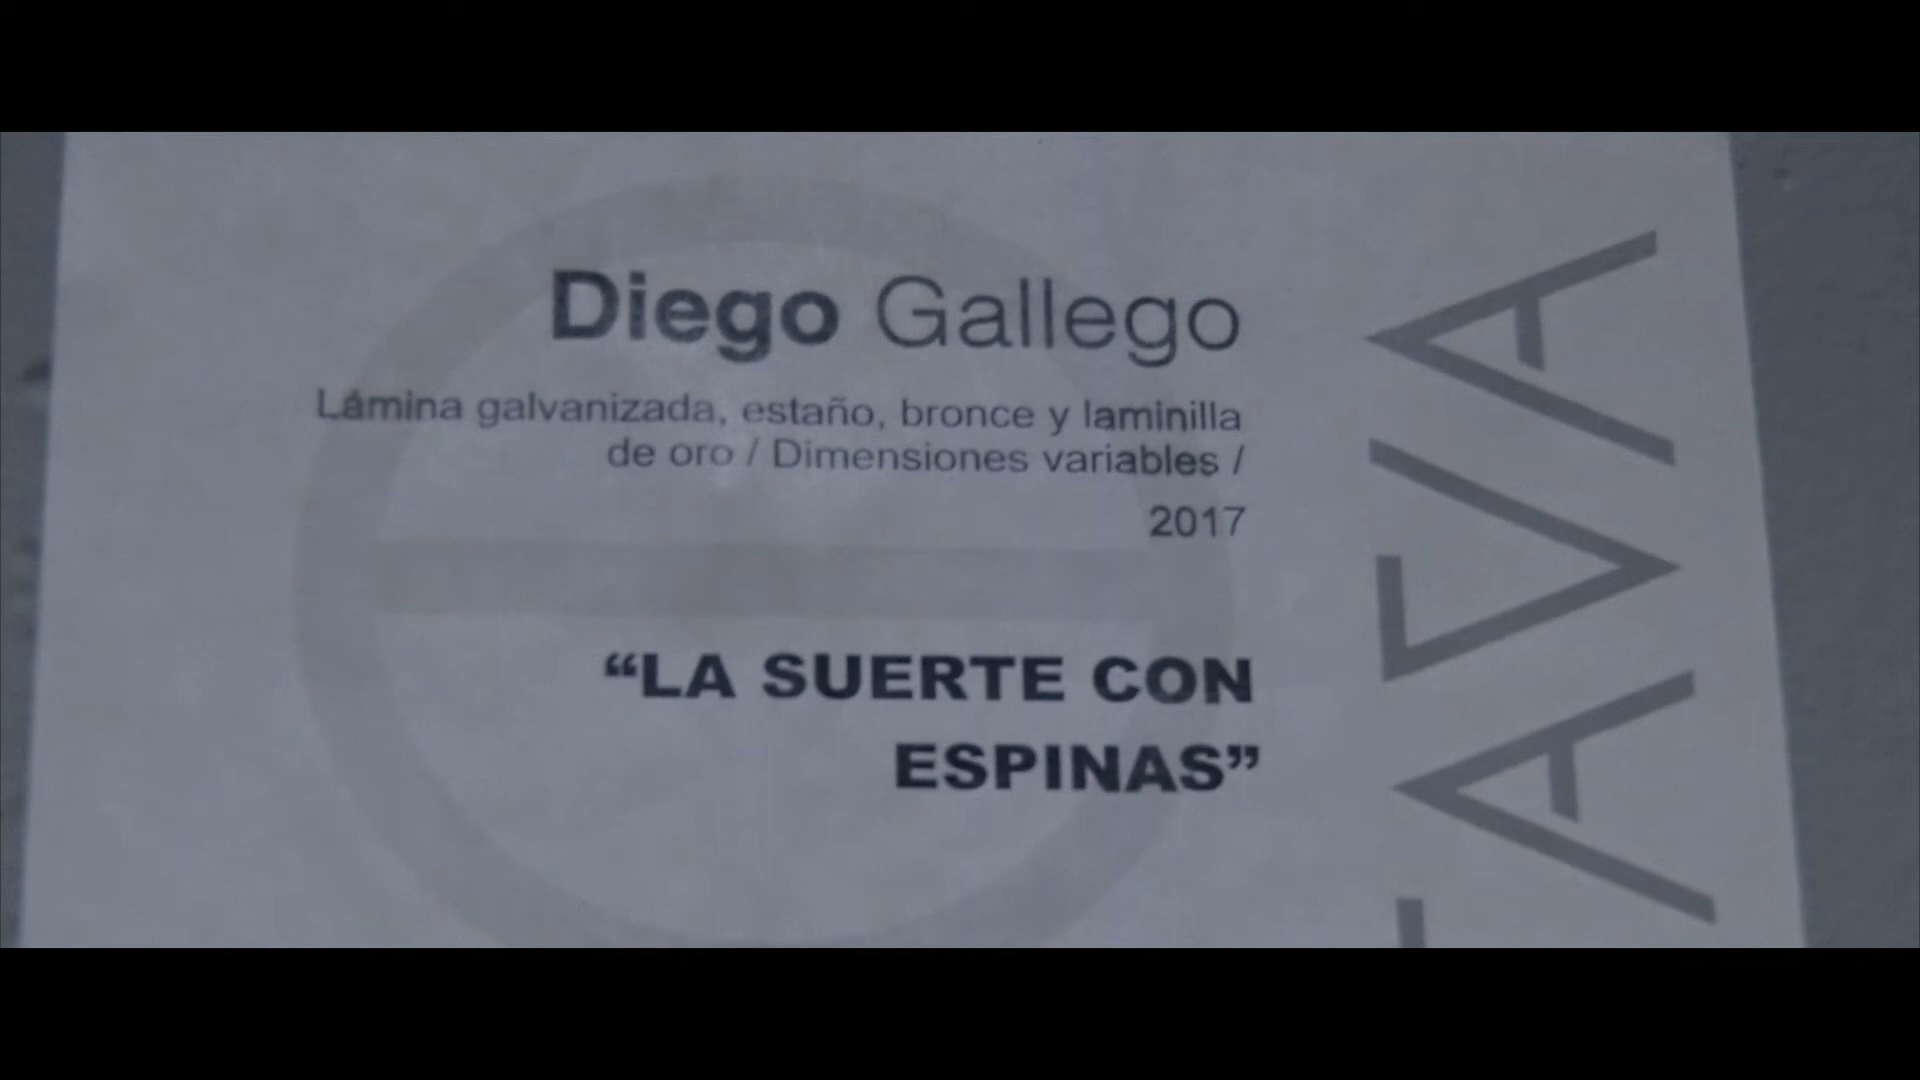 Diego Gallego
Lámina galvanizada, estaño, bronce y laminilla
de oro / Dimensiones variables /
2017
“LA SUERTE CON
ESPINAS”